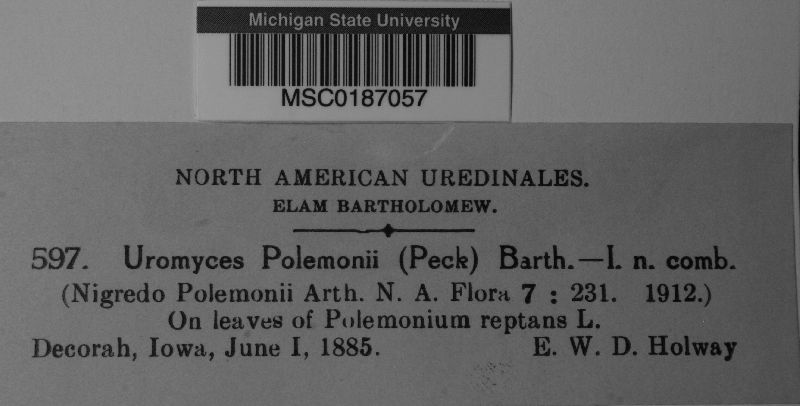 Michigan State University
MSC0187057
NORTH AMERICAN UREDINALES.
ELAM BARTHOLOMEW.
597. Uromyces Polemonii (Peck) Barth.—I. n. comb.
(Nigredo Polemonii Arth. N. A. Flora 7 : 231. 1912.)
On leaves of Polemonium reptans L.
Decorah, Iowa, June I, 1885. E. W. D. Holway